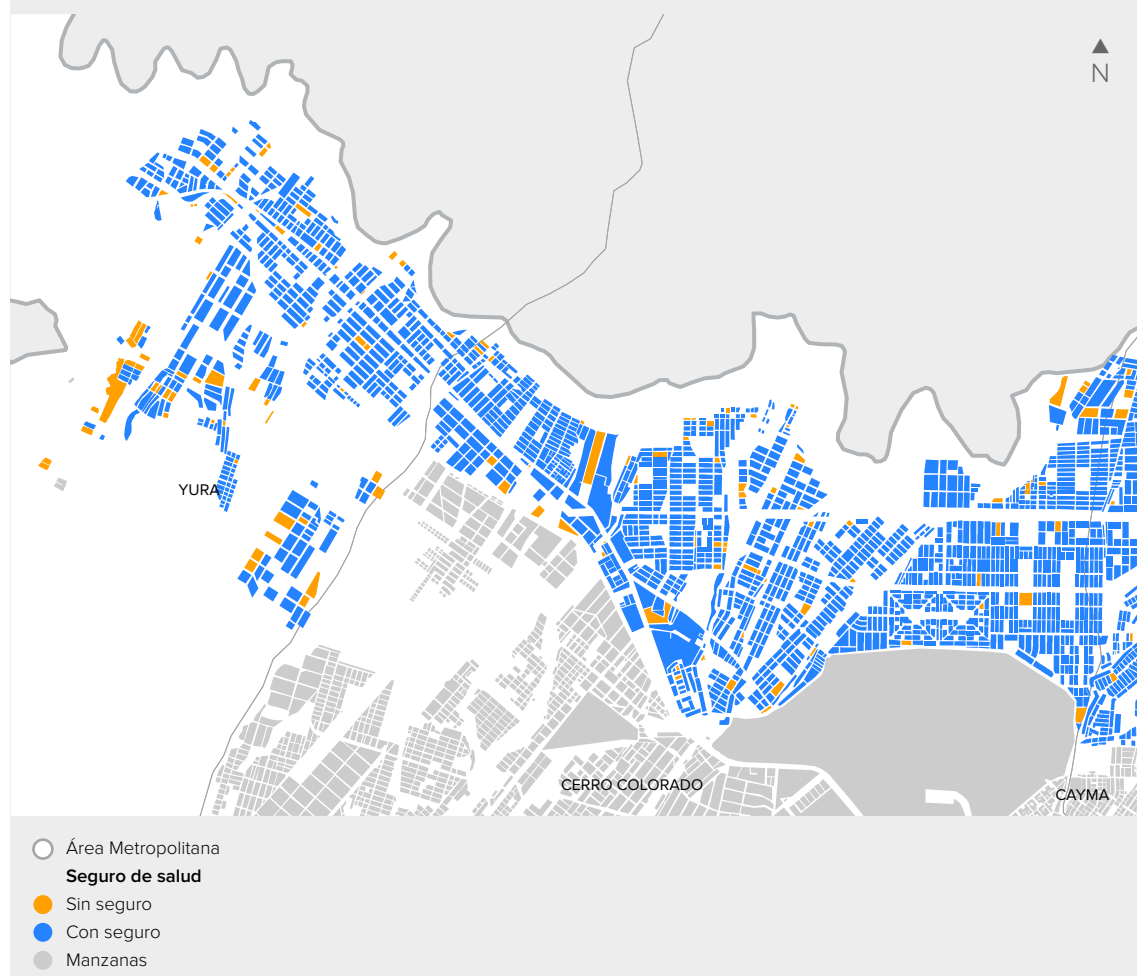 N
YURA
CERRO COLORADO
CAYMA
Área Metropolitana
Seguro de salud
Sin seguro
Con seguro
Manzanas